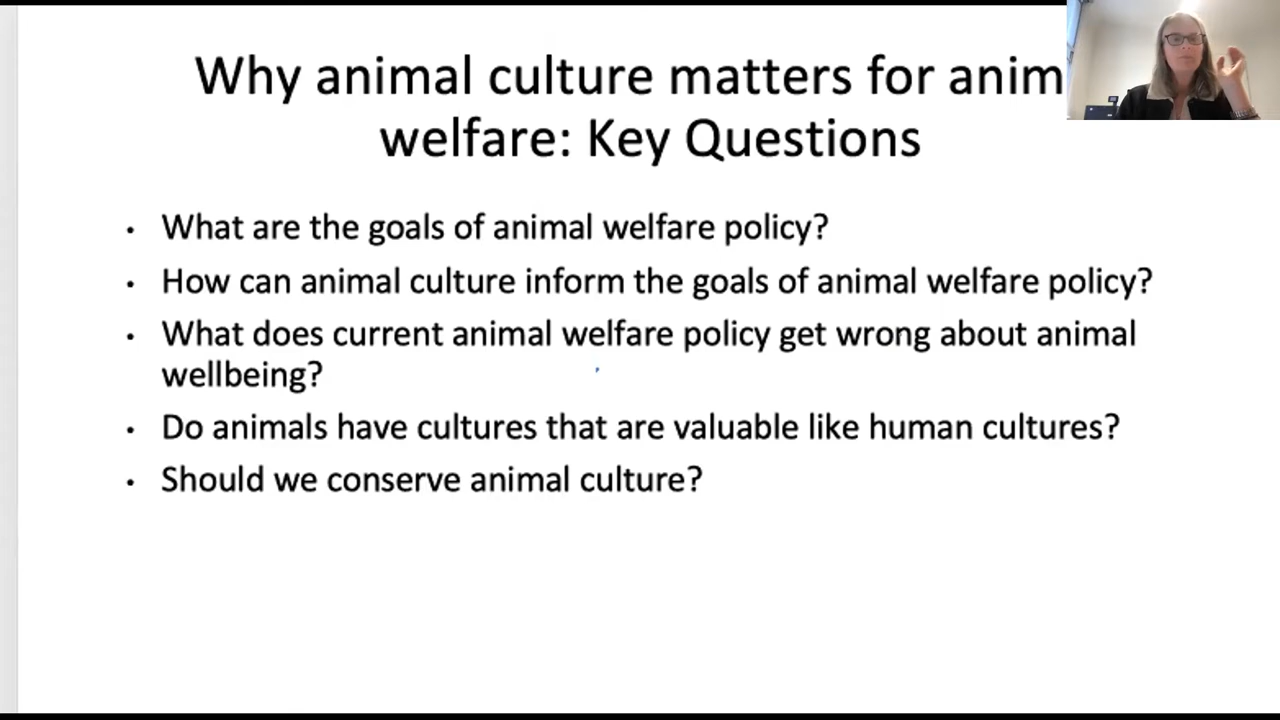 Why animal culture matters for anim
welfare: Key Questions
• What are the goals of animal welfare policy?
• How can animal culture inform the goals of animal welfare policy?
• What does current animal welfare policy get wrong about animal
wellbeing?
• Do animals have cultures that are valuable like human cultures?
• Should we conserve animal culture?